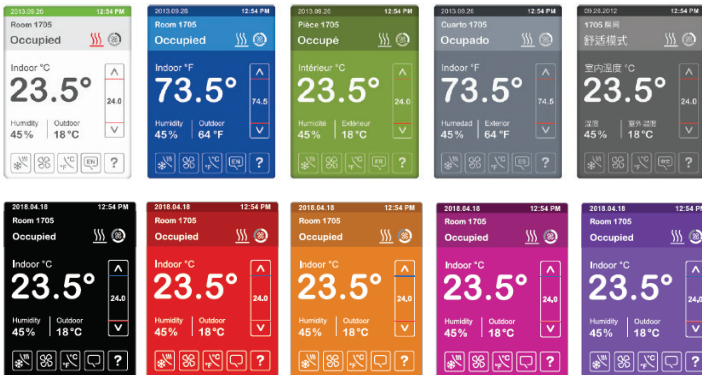 2013.09.26 12:54 PM
Room 1705
Occupied
Indoor °C
23.5°
24.0
Humidity Outdoor
45% 18°C
°F °C EN ?
2013.09.26 12:54 PM
Room 1705
Occupied
Indoor °F
73.5°
74.5
Humidity Outdoor
45% 64°F
°F °C EN ?
2013.09.26 12:54 PM
Pièce 1705
Occupé
Intérieur °C
23.5°
24.0
Humidité Extérieur
45% 18°C
°F °C FR ?
2013.09.26 12:54 PM
Cuarto 1705
Ocupado
Indoor °F
73.5°
74.5
Humedad Exterior
45% 64°F
°F °C ES ?
09.26.2012 12:54 PM
1705 房间
舒适模式
室内温度 °C
23.5°
24.0
湿度 室外温度
45% 18°C
°F °C 中文 ?
2018.04.18 12:54 PM
Room 1705
Occupied
Indoor °C
23.5°
24.0
Humidity Outdoor
45% 18°C
°F °C ?
2018.04.18 12:54 PM
Room 1705
Occupied
Indoor °C
23.5°
24.0
Humidity Outdoor
45% 18°C
°F °C ?
2018.04.18 12:54 PM
Room 1705
Occupied
Indoor °C
23.5°
24.0
Humidity Outdoor
45% 18°C
°F °C ?
2018.04.18 12:54 PM
Room 1705
Occupied
Indoor °C
23.5°
24.0
Humidity Outdoor
45% 18°C
°F °C ?
2018.04.18 12:54 PM
Room 1705
Occupied
Indoor °C
23.5°
24.0
Humidity Outdoor
45% 18°C
°F °C ?